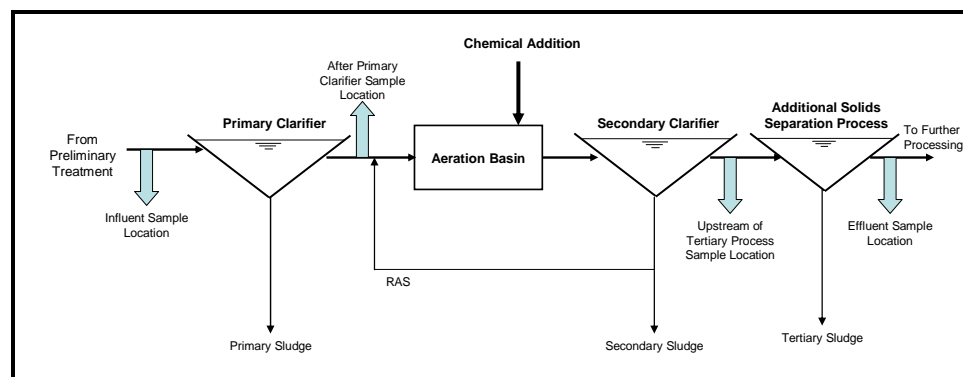 Chemical Addition
After Primary
Clarifier Sample
Location
Primary Clarifier
Secondary Clarifier
Additional Solids
Separation Process
From
Preliminary
Treatment
Aeration Basin
To Further
Processing
Influent Sample
Location
Upstream of
Tertiary Process
Sample Location
Effluent Sample
Location
RAS
Primary Sludge
Secondary Sludge
Tertiary Sludge